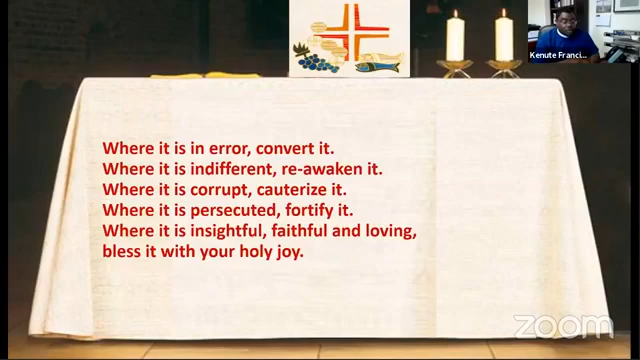 Kenute Franci...
Where it is in error, convert it.
Where it is indifferent, re-awaken it.
Where it is corrupt, cauterize it.
Where it is persecuted, fortify it.
Where it is insightful, faithful and loving,
bless it with your holy joy.
zoom